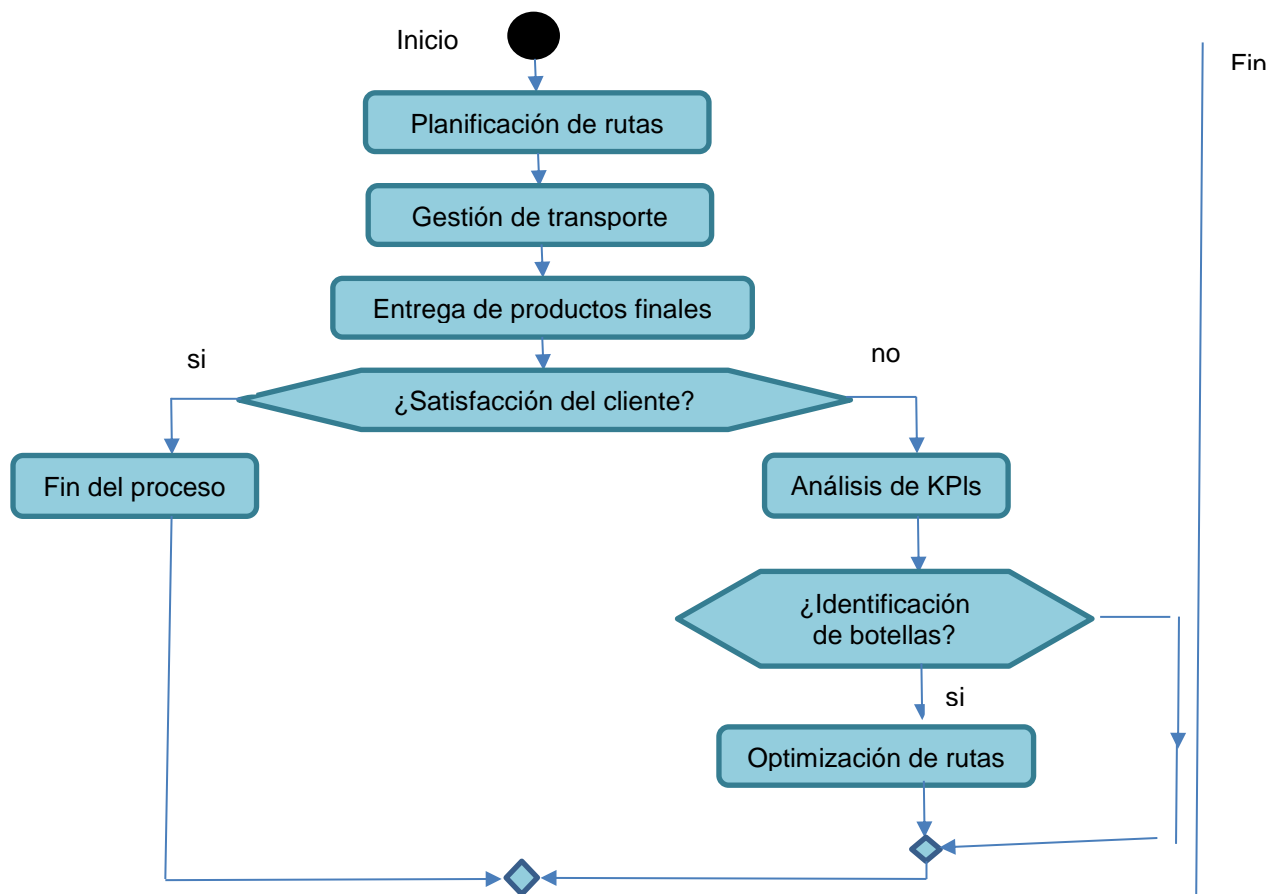 Inicio
Fin
Planificación de rutas
Gestión de transporte
Entrega de productos finales
si
no
¿Satisfacción del cliente?
Fin del proceso
Análisis de KPIs
¿Identificación
de botellas?
si
Optimización de rutas